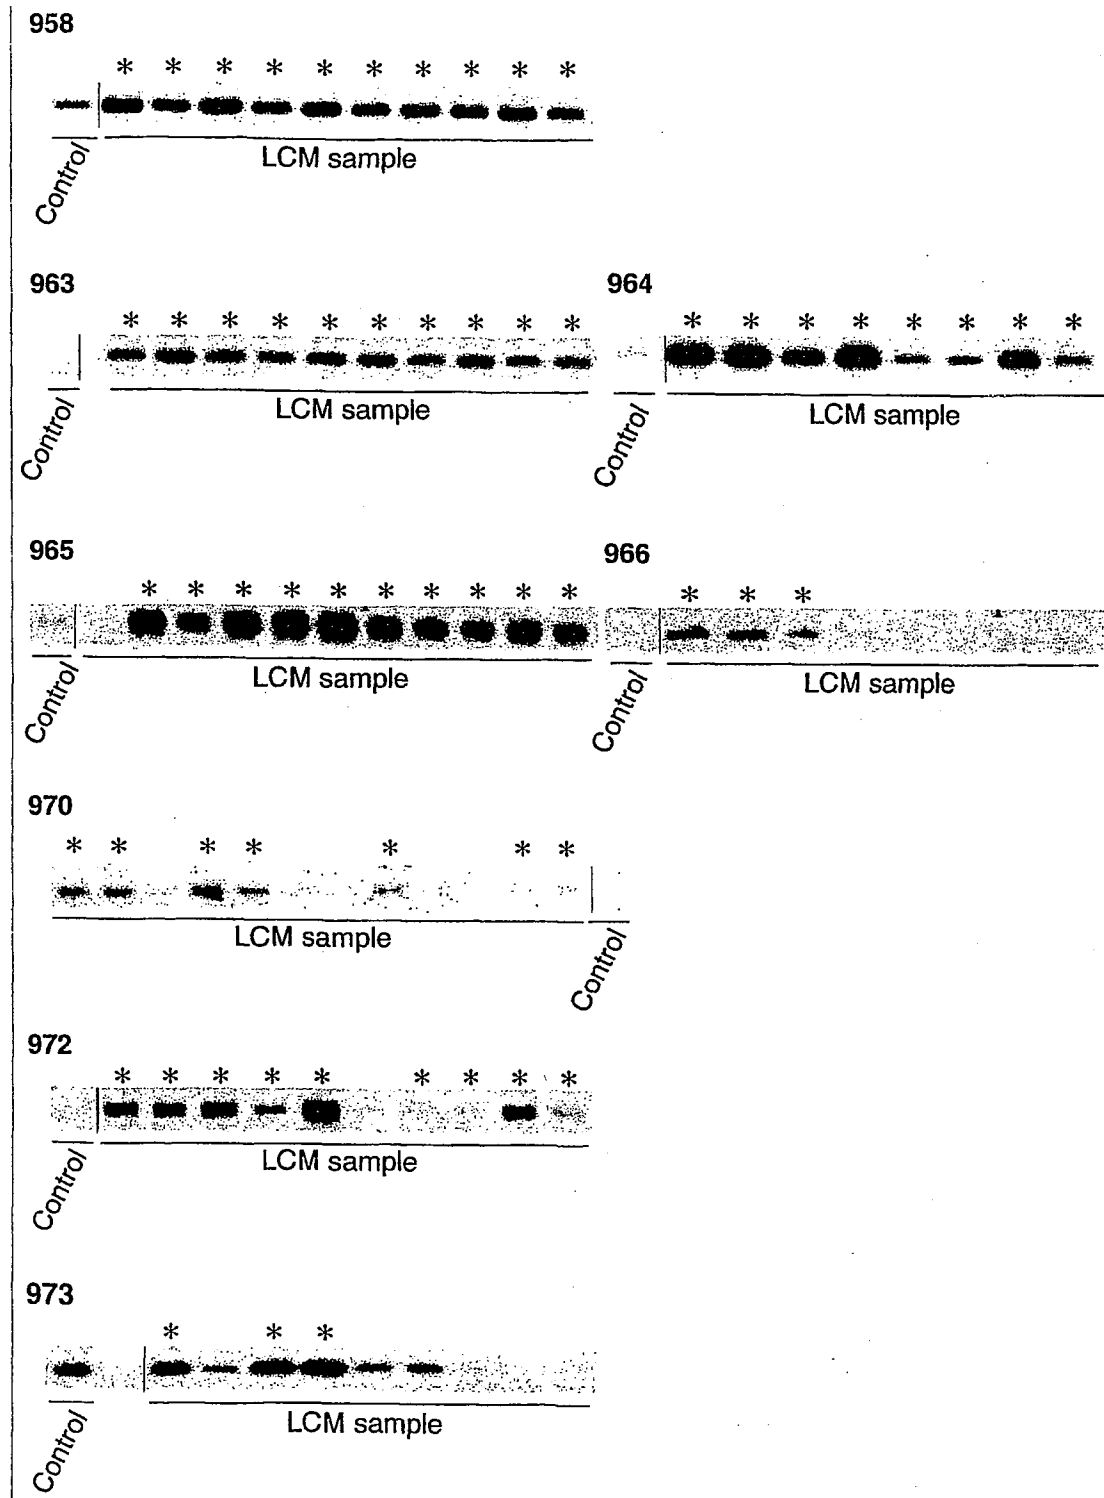 958
* * * * * * * * * *
Control
LCM sample
963
* * * * * * * * * *
Control
LCM sample
964
* * * * * * * *
Control
LCM sample
965
* * * * * * * * * *
Control
LCM sample
966
* * *
Control
LCM sample
970
* * * * * * *
LCM sample
Control
972
* * * * * * * * *
Control
LCM sample
973
* * *
Control
LCM sample